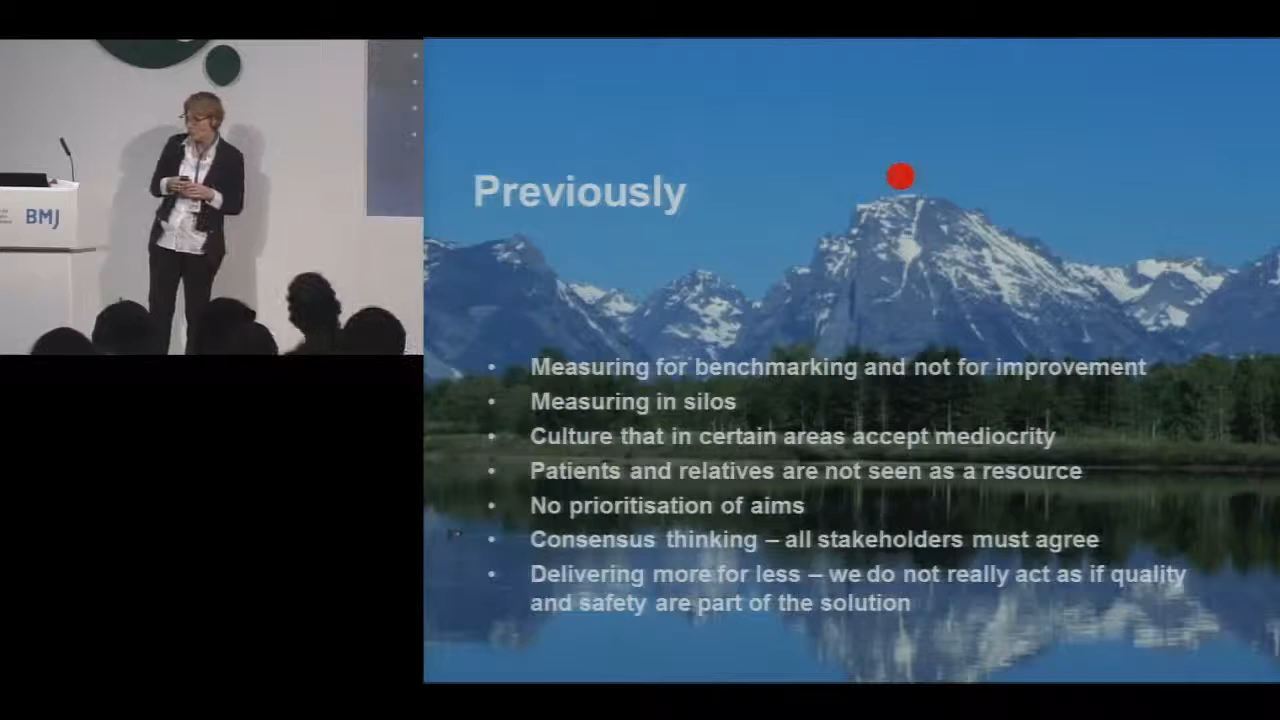 BMJ
Previously
• Measuring for benchmarking and not for improvement
• Measuring in silos
• Culture that in certain areas accept mediocrity
• Patients and relatives are not seen as a resource
• No prioritisation of aims
• Consensus thinking – all stakeholders must agree
• Delivering more for less – we do not really act as if quality
and safety are part of the solution